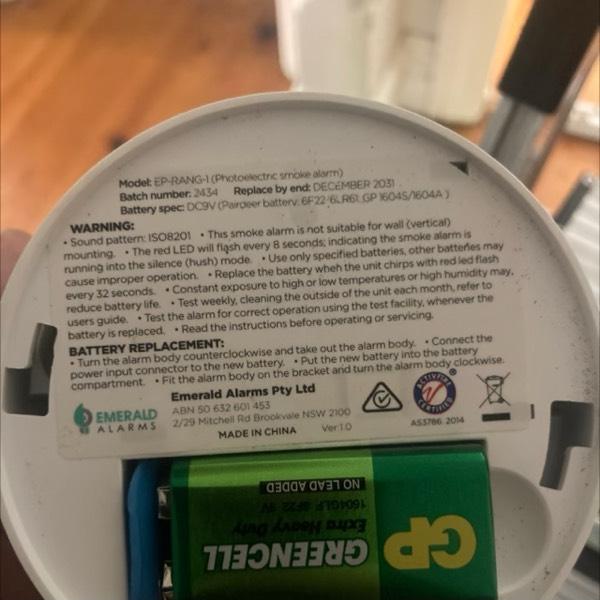 Model: EP-RANG-1 (Photoelectric smoke alarm)
Batch number: 2434 Replace by end: DECEMBER 2031
Battery spec: DC9V (Pairdeer battery: 6F22 6LR61, GP 1604S/1604A )
WARNING:
• Sound pattern: ISO8201 • This smoke alarm is not suitable for wall (vertical)
mounting. • The red LED will flash every 8 seconds; indicating the smoke alarm is
running into the silence (hush) mode. • Use only specified batteries, other batteries may
cause improper operation. • Replace the battery when the unit chirps with red led flash
every 32 seconds. • Constant exposure to high or low temperatures or high humidity may,
reduce battery life. • Test weekly, cleaning the outside of the unit each month, refer to
users guide. • Test the alarm for correct operation using the test facility, whenever the
battery is replaced. • Read the instructions before operating or servicing.
BATTERY REPLACEMENT:
• Turn the alarm body counterclockwise and take out the alarm body. • Connect the
power input connector to the new battery. • Put the new battery into the battery
compartment. • Fit the alarm body on the bracket and turn the alarm body clockwise.
EMERALD
ALARMS
Emerald Alarms Pty Ltd
ABN 50 632 601 453
2/29 Mitchell Rd Brookvale NSW 2100
MADE IN CHINA Ver:1.0
ACTIVFIRE
CERTIFIED
®
AS3786 2014
GP GREENCELL
Extra Heavy Duty
1604GLF 6F22 9V
NO LEAD ADDED